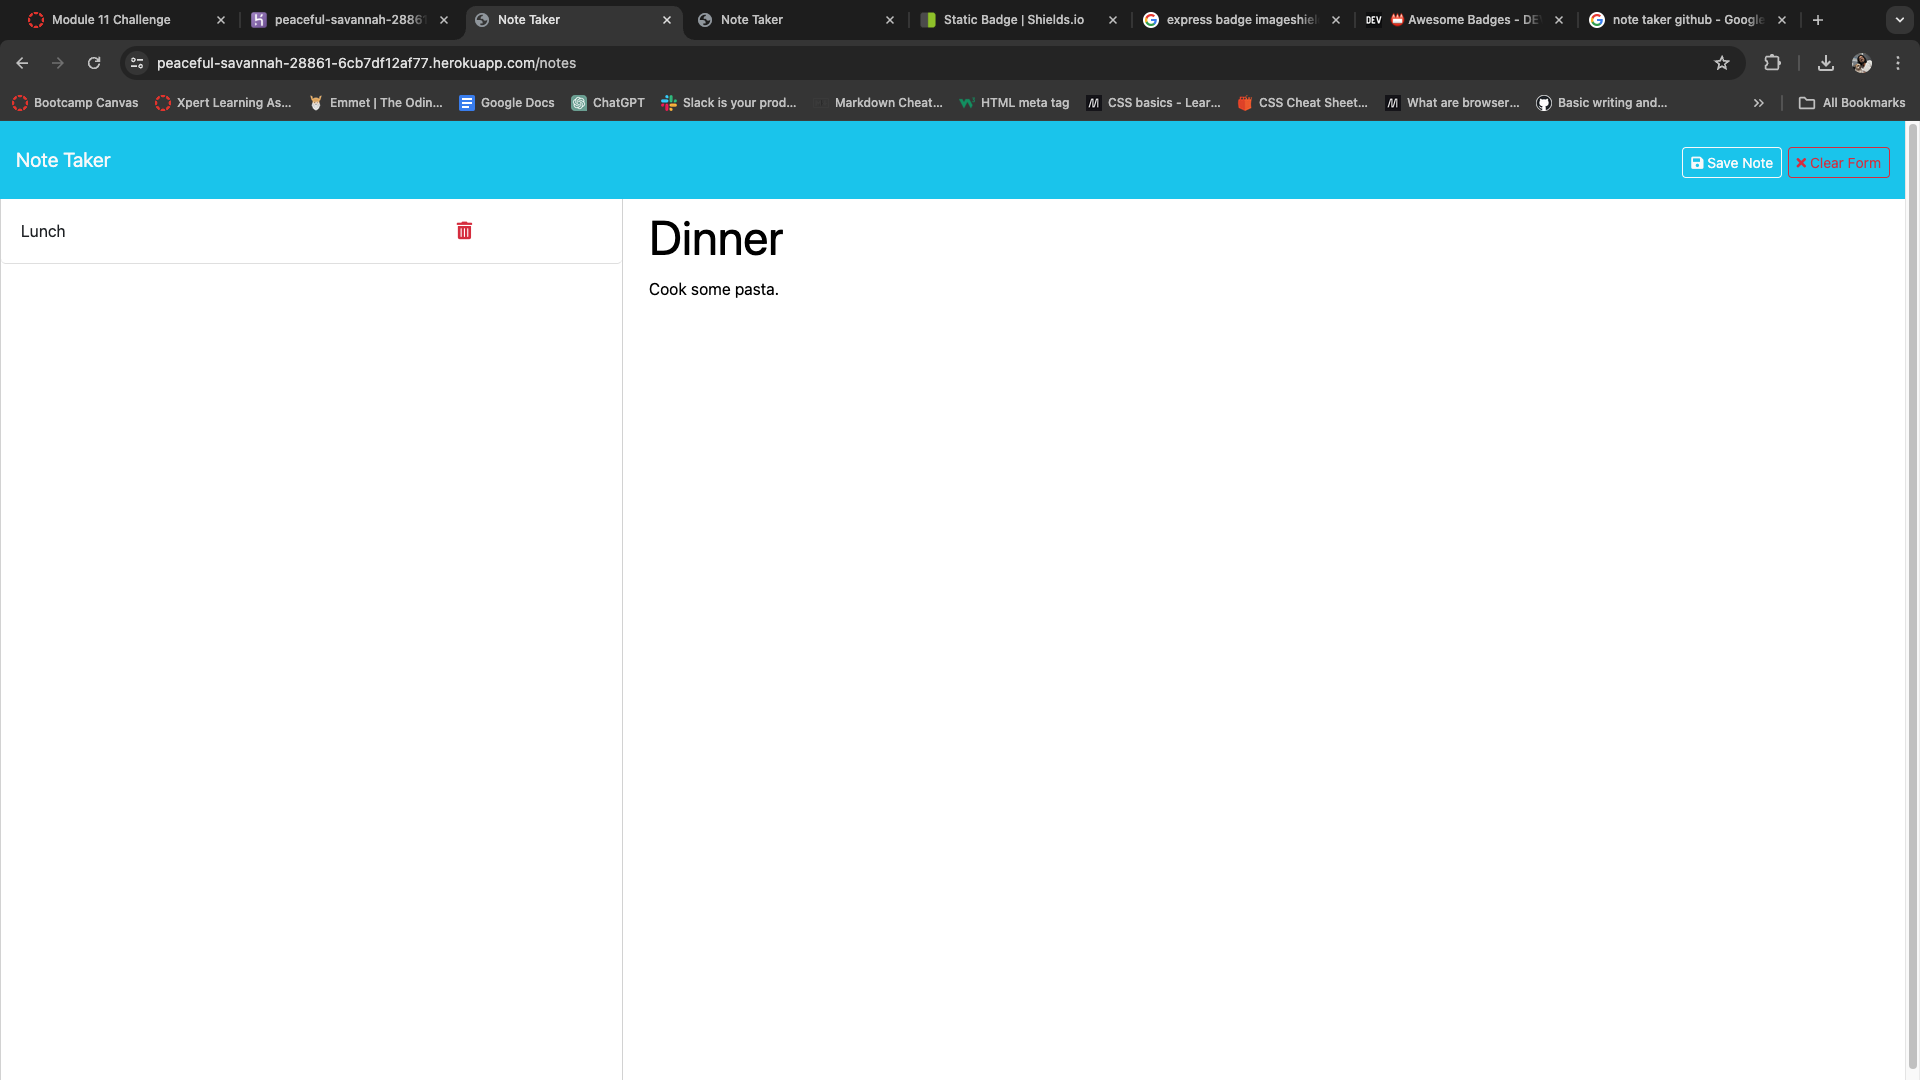 Module 11 Challenge
peaceful-savannah-28861
Note Taker
Note Taker
Static Badge | Shields.io
express badge imageshiel
DEV
Awesome Badges - DE
note taker github - Google
peaceful-savannah-28861-6cb7df12af77.herokuapp.com/notes
Bootcamp Canvas
Xpert Learning As...
Emmet | The Odin...
Google Docs
ChatGPT
Slack is your prod...
Markdown Cheat...
HTML meta tag
CSS basics - Lear...
CSS Cheat Sheet...
What are browser...
Basic writing and...
All Bookmarks
Note Taker
Save Note
Clear Form
Lunch
Dinner
Cook some pasta.